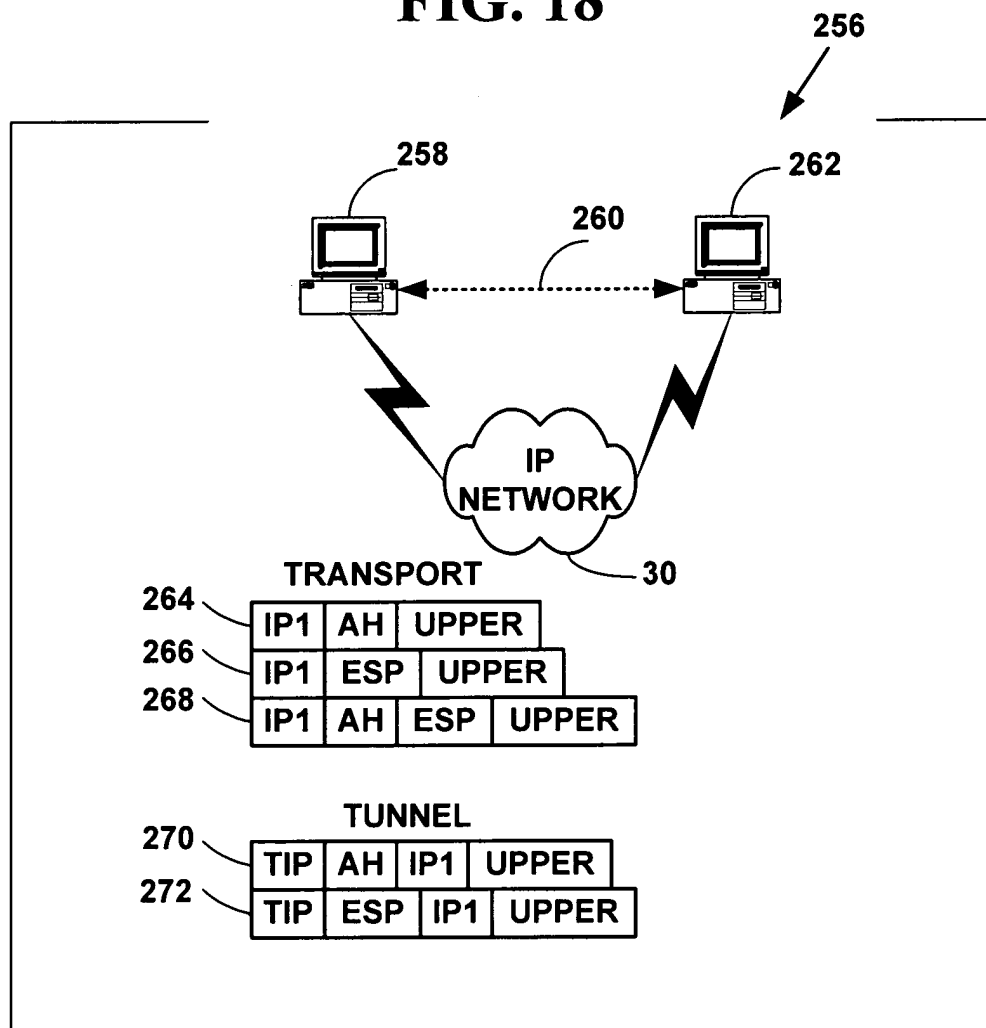 FIG. 18
256
258
262
260
IP
NETWORK
30
TRANSPORT
264
IP1 AH UPPER
266
IP1 ESP UPPER
268
IP1 AH ESP UPPER
TUNNEL
270
TIP AH IP1 UPPER
272
TIP ESP IP1 UPPER